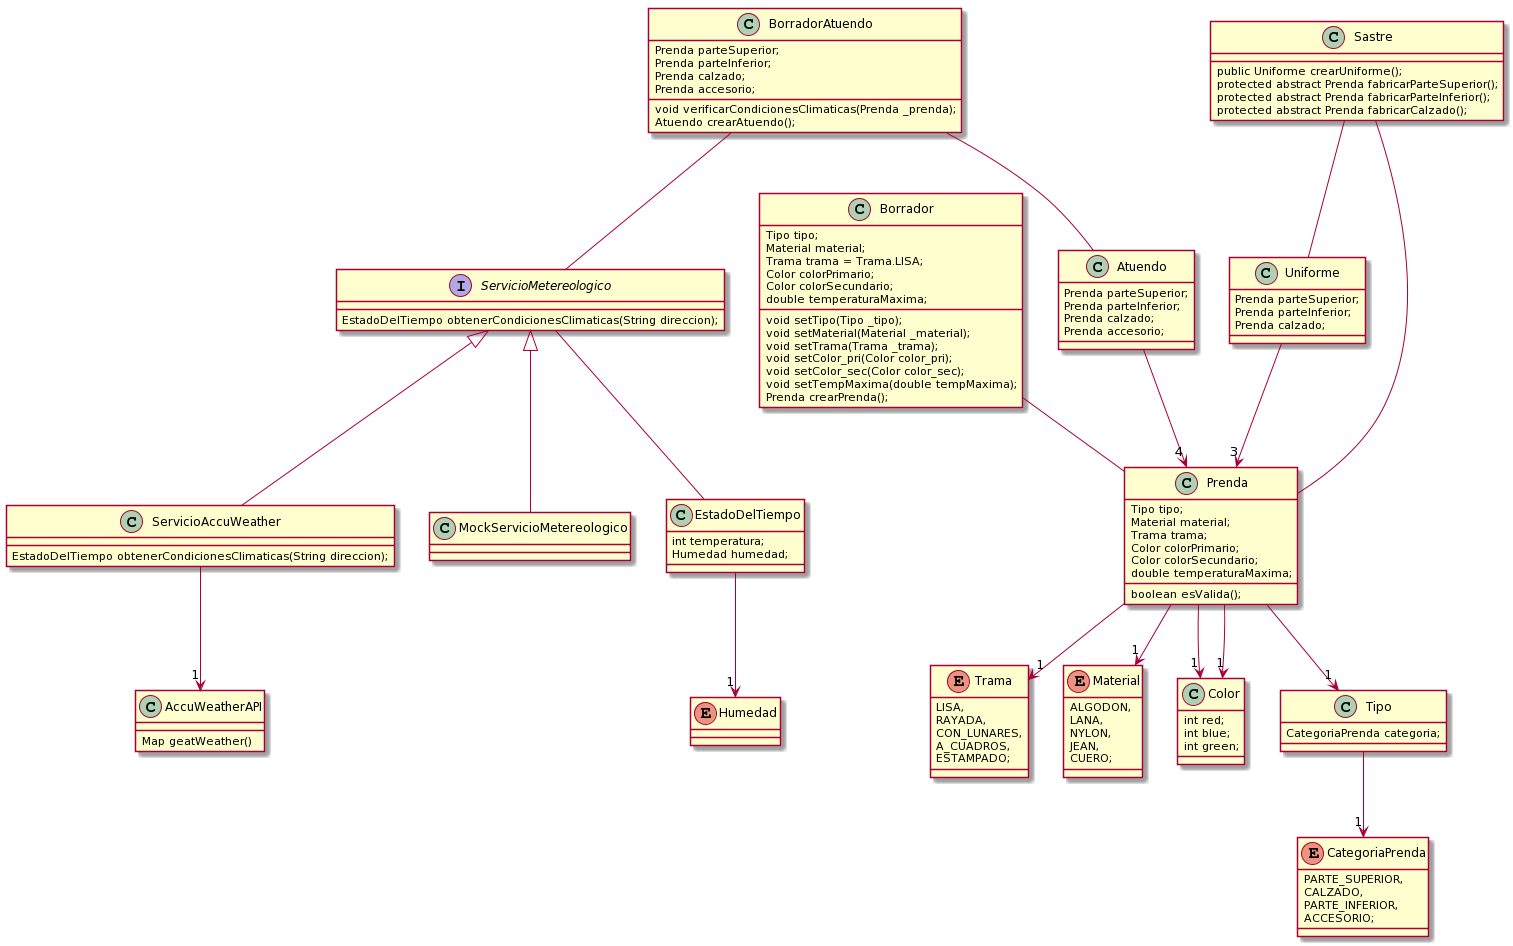 C BorradorAtuendo
Prenda parteSuperior;
Prenda parteInferior;
Prenda calzado;
Prenda accesorio;
void verificarCondicionesClimaticas(Prenda _prenda);
Atuendo crearAtuendo();
C Sastre
public Uniforme crearUniforme();
protected abstract Prenda fabricarParteSuperior();
protected abstract Prenda fabricarParteInferior();
protected abstract Prenda fabricarCalzado();
C Borrador
Tipo tipo;
Material material;
Trama trama = Trama.LISA;
Color colorPrimario;
Color colorSecundario;
double temperaturaMaxima;
void setTipo(Tipo _tipo);
void setMaterial(Material _material);
void setTrama(Trama _trama);
void setColor_pri(Color color_pri);
void setColor_sec(Color color_sec);
void setTempMaxima(double tempMaxima);
Prenda crearPrenda();
I ServicioMetereologico
EstadoDelTiempo obtenerCondicionesClimaticas(String direccion);
C Atuendo
Prenda parteSuperior;
Prenda parteInferior;
Prenda calzado;
Prenda accesorio;
C Uniforme
Prenda parteSuperior;
Prenda parteInferior;
Prenda calzado;
4
3
C ServicioAccuWeather
EstadoDelTiempo obtenerCondicionesClimaticas(String direccion);
C MockServicioMetereologico
C EstadoDelTiempo
int temperatura;
Humedad humedad;
C Prenda
Tipo tipo;
Material material;
Trama trama;
Color colorPrimario;
Color colorSecundario;
double temperaturaMaxima;
boolean esValida();
1
1
1
1
1
1
1
C AccuWeatherAPI
Map geatWeather()
E Humedad
E Trama
LISA,
RAYADA,
CON_LUNARES,
A_CUADROS,
ESTAMPADO;
E Material
ALGODON,
LANA,
NYLON,
JEAN,
CUERO;
C Color
int red;
int blue;
int green;
C Tipo
CategoriaPrenda categoria;
1
E CategoriaPrenda
PARTE_SUPERIOR,
CALZADO,
PARTE_INFERIOR,
ACCESORIO;